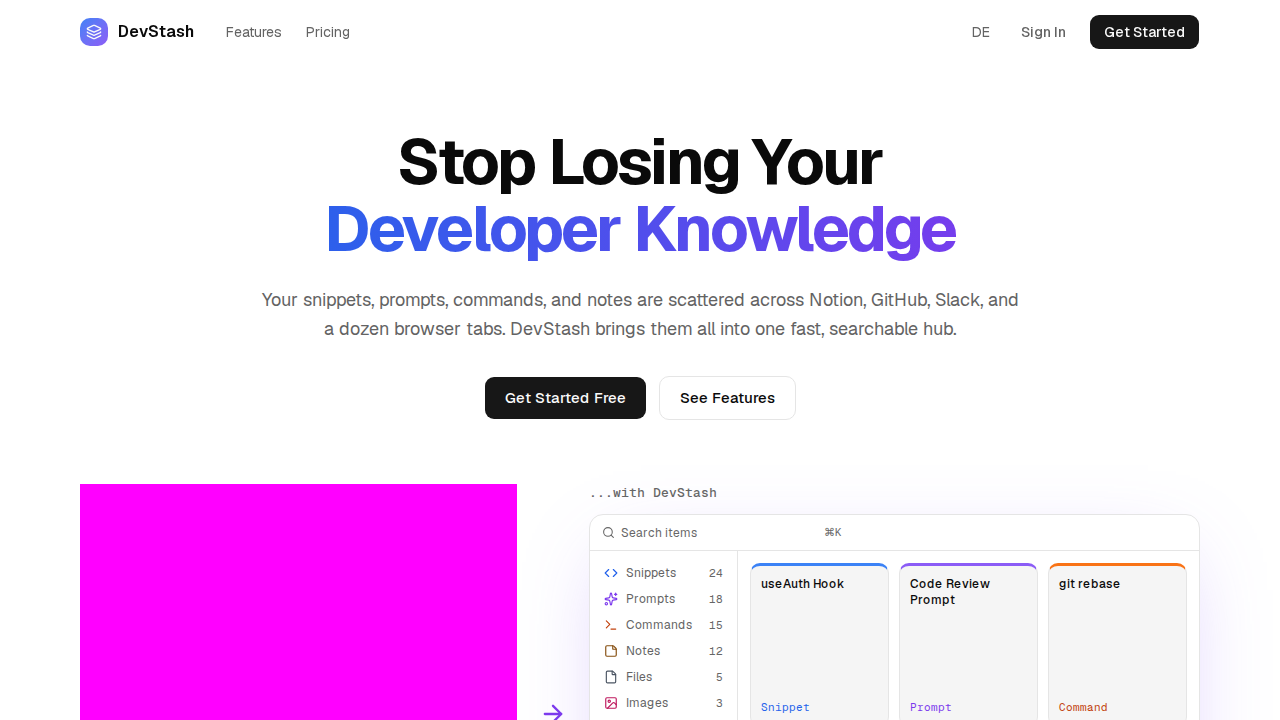 DevStash
Features
Pricing
DE
Sign In
Get Started
Stop Losing Your
Developer Knowledge
Your snippets, prompts, commands, and notes are scattered across Notion, GitHub, Slack, and
a dozen browser tabs. DevStash brings them all into one fast, searchable hub.
Get Started Free
See Features
...with DevStash
Search items
⌘K
Snippets 24
Prompts 18
Commands 15
Notes 12
Files 5
Images 3
useAuth Hook
Snippet
Code Review
Prompt
Prompt
git rebase
Command